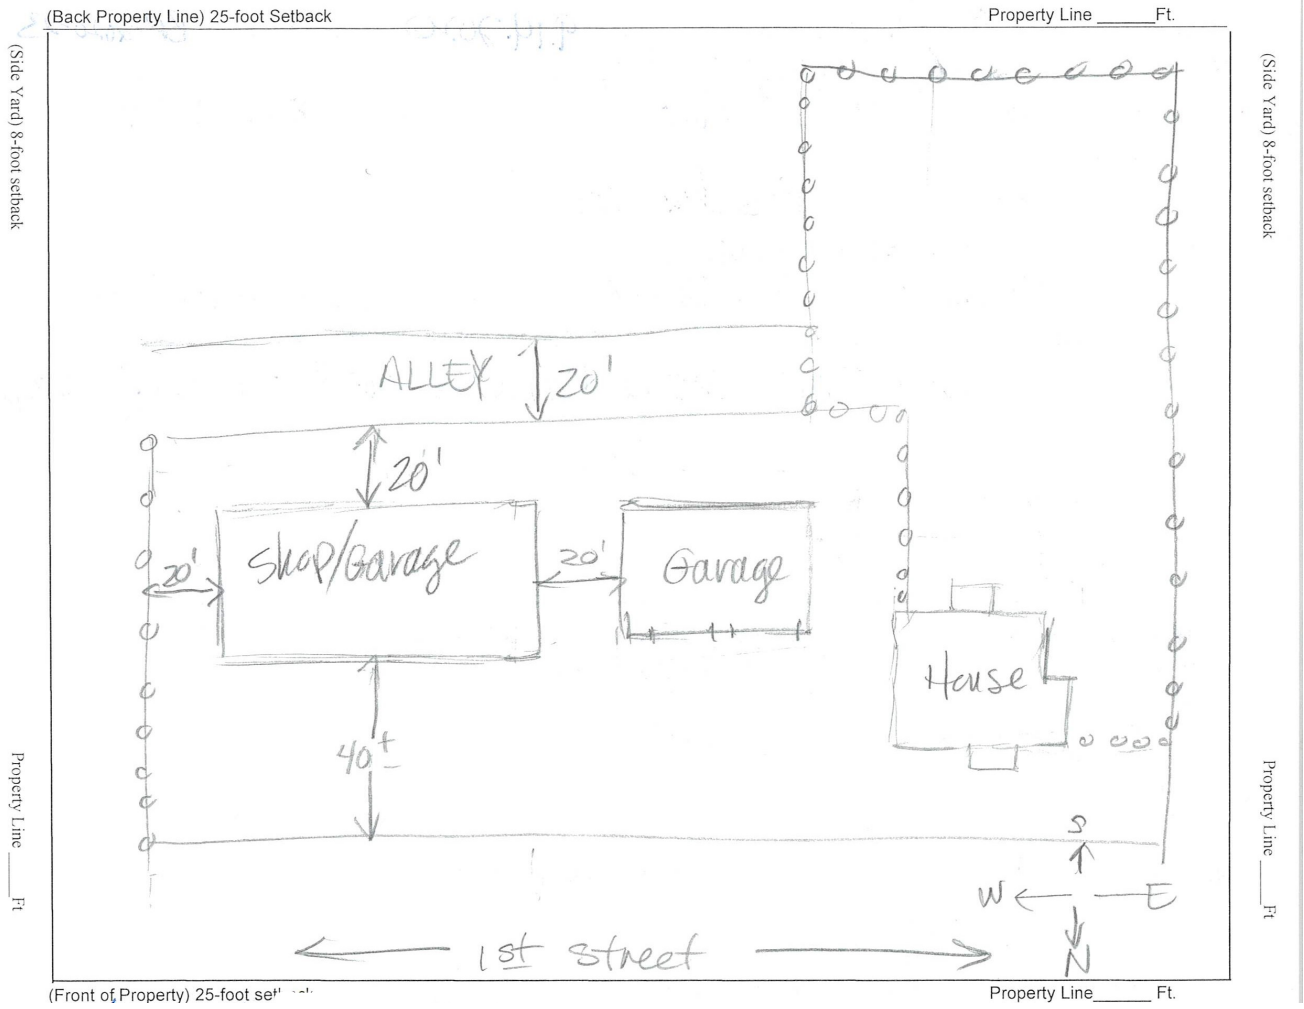 (Back Property Line) 25-foot Setback
Property Line ______Ft.
(Side Yard) 8-foot setback
(Side Yard) 8-foot setback
ALLEY
20'
20'
Shop/Garage
20'
20'
Garage
House
40±
Property Line ____Ft
Property Line ____Ft
S
W
E
N
1st Street
(Front of Property) 25-foot
Property Line______ Ft.